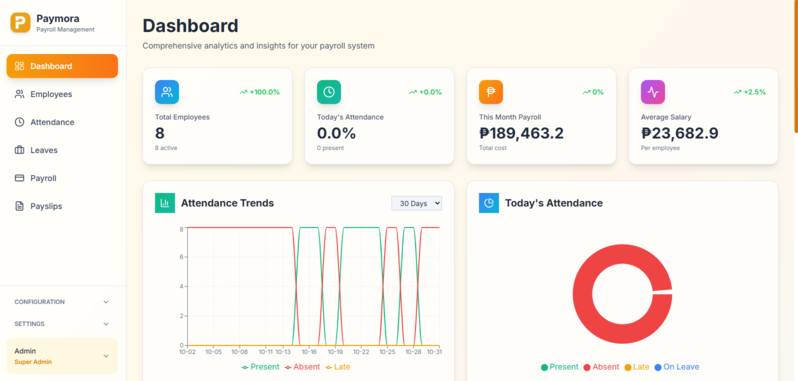 Paymora
Payroll Management
Dashboard
Employees
Attendance
Leaves
Payroll
Payslips
CONFIGURATION
SETTINGS
Admin
Super Admin
Dashboard
Comprehensive analytics and insights for your payroll system
+100.0%
Total Employees
8
8 active
+0.0%
Today's Attendance
0.0%
0 present
₱
0%
This Month Payroll
₱189,463.2
Total cost
+2.5%
Average Salary
₱23,682.9
Per employee
Attendance Trends
30 Days
8
6
4
2
0
10-02 10-05 10-08 10-11 10-13 10-16 10-19 10-22 10-25 10-28 10-31
Present Absent Late
Today's Attendance
Present Absent Late On Leave